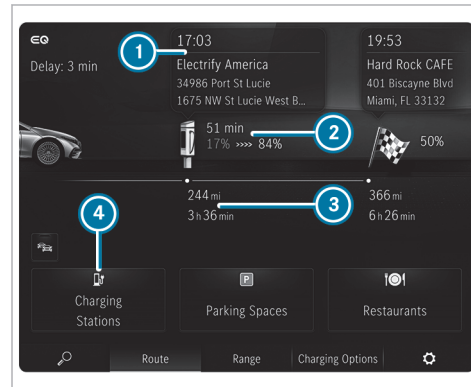 EQ
Delay: 3 min
1
17:03
Electrify America
34986 Port St Lucie
1675 NW St Lucie West B...
19:53
Hard Rock CAFE
401 Biscayne Blvd
Miami, FL 33132
51 min
17% »»» 84%
2
50%
244 mi
3 h 36 min
3
366 mi
6 h 26 min
4
Charging
Stations
P
Parking Spaces
Restaurants
Route
Range
Charging Options